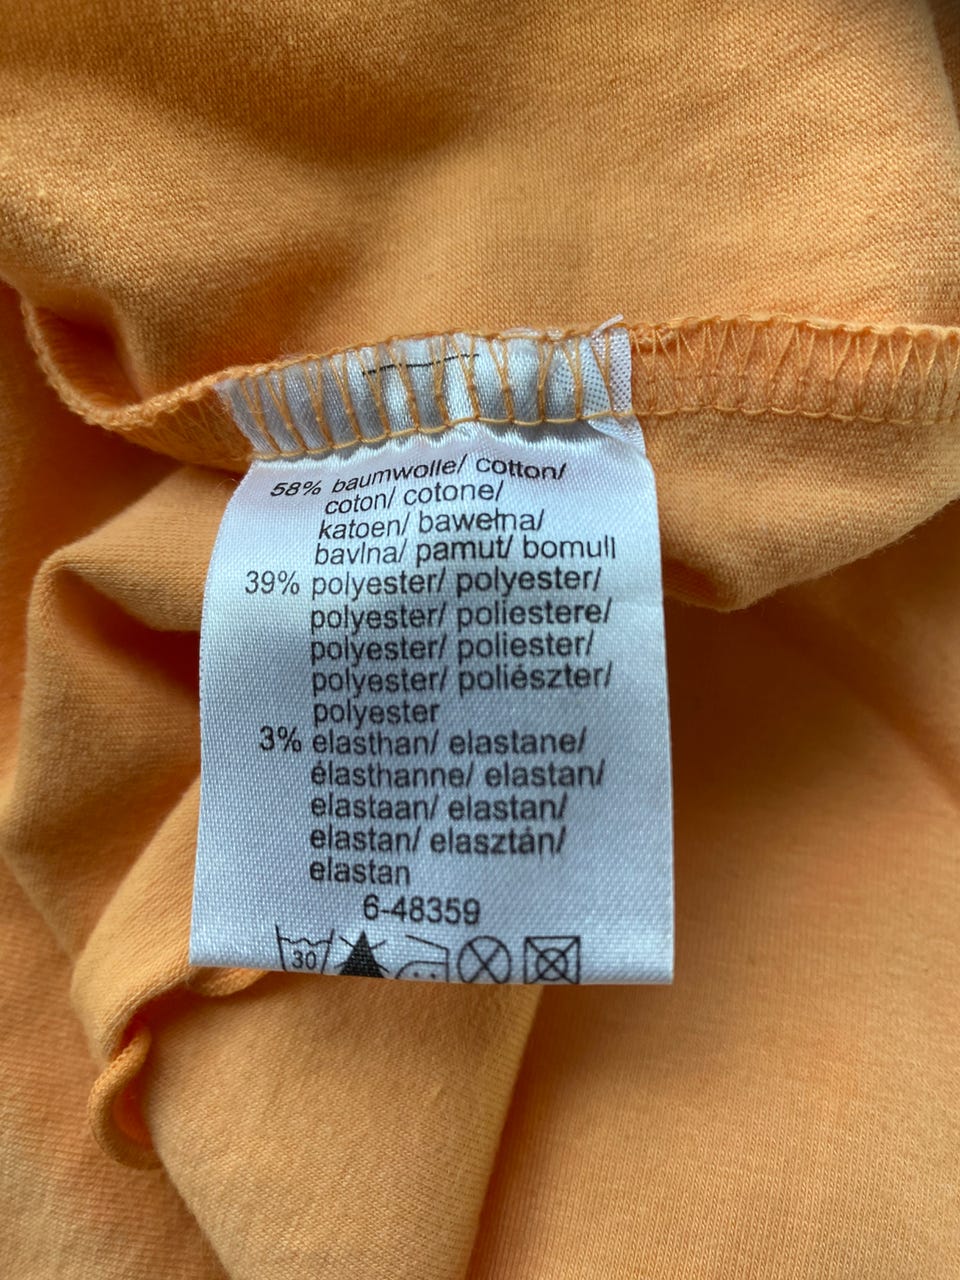 58% baumwolle/ cotton/
coton/ cotone/
katoen/ bawełna/
bavlna/ pamut/ bomull
39% polyester/ polyester/
polyester/ poliestere/
polyester/ poliester/
polyester/ poliészter/
polyester
3% elasthan/ elastane/
élasthanne/ elastan/
elastaan/ elastan/
elastan/ elasztán/
elastan
6-48359
30